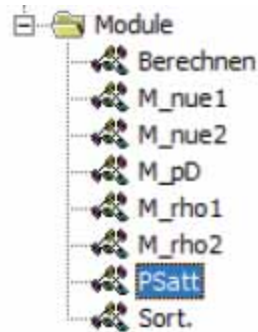 Module
Berechnen
M_nue1
M_nue2
M_pD
M_rho1
M_rho2
PSatt
Sort.